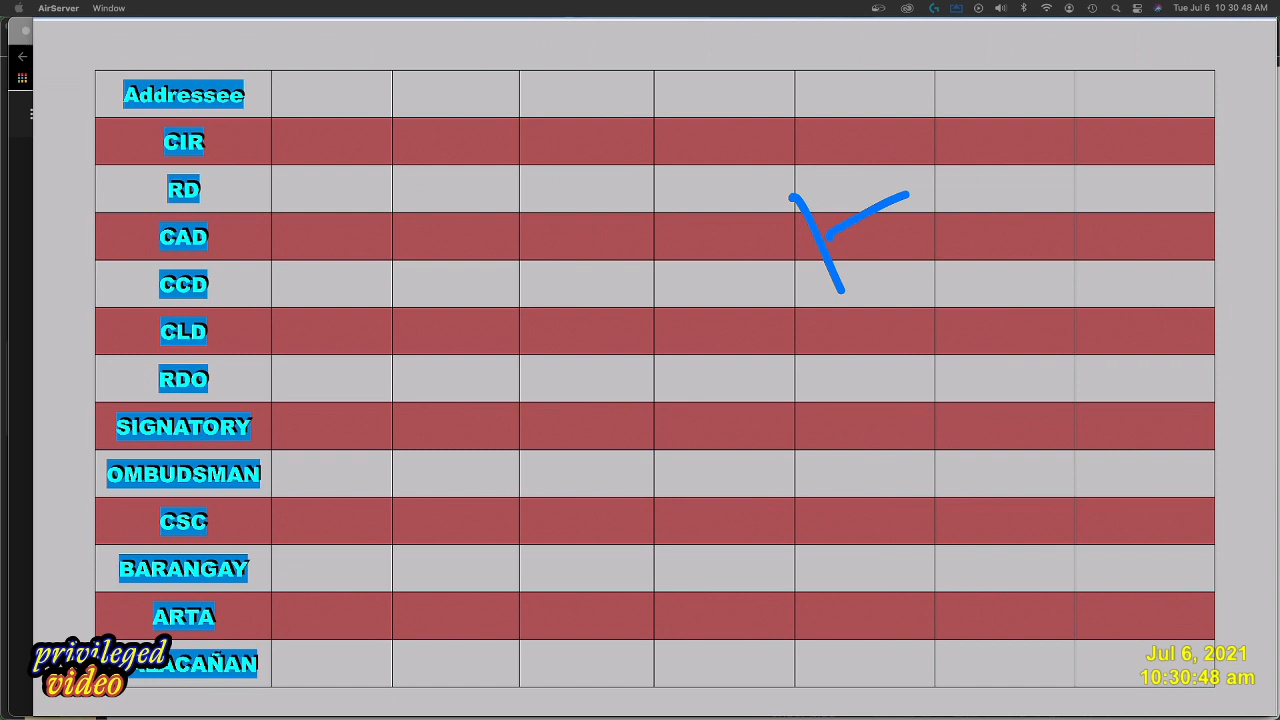 AirServer Window Tue Jul 6 10 30 48 AM
Addressee
CIR
RD
CAD
CCD
CLD
RDO
SIGNATORY
OMBUDSMAN
CSC
BARANGAY
ARTA
privileged
video
Jul 6, 2021
10:30:48 am